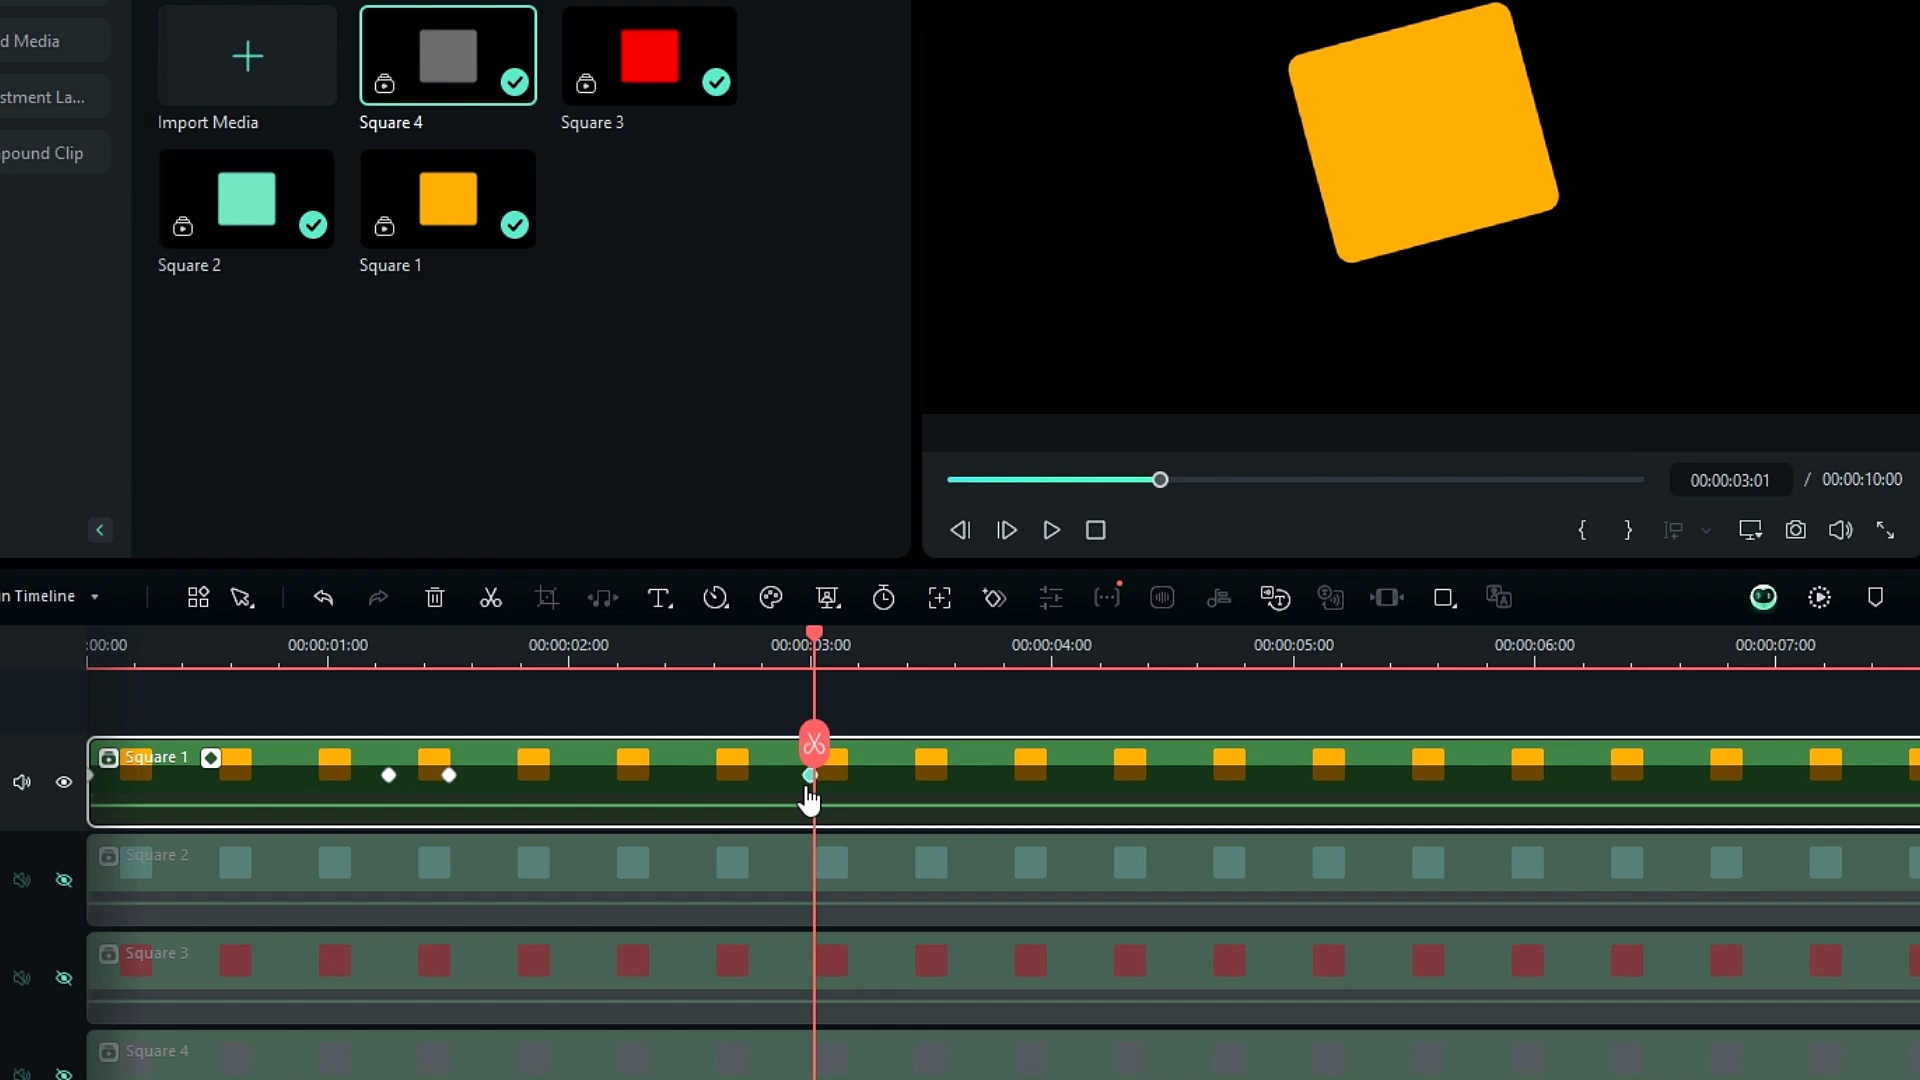 d Media
stment La...
pound Clip
Import Media
Square 4
Square 3
Square 2
Square 1
00:00:03:01 / 00:00:10:00
n Timeline
:00:00
00:00:01:00
00:00:02:00
00:00:03:00
00:00:04:00
00:00:05:00
00:00:06:00
00:00:07:00
Square 1
Square 2
Square 3
Square 4